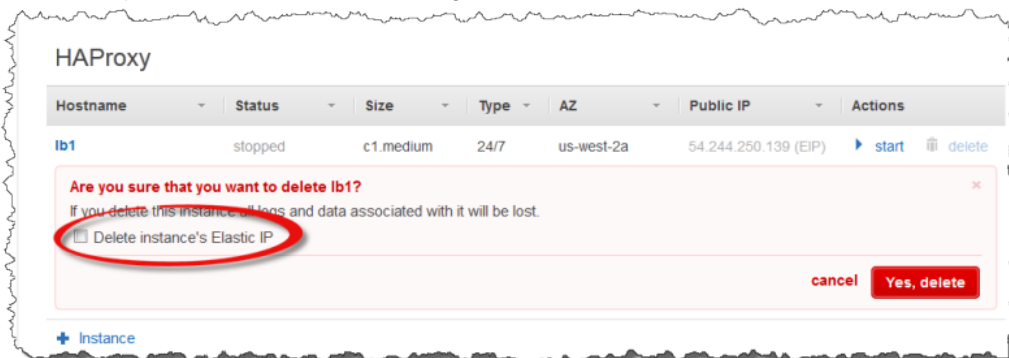 HAProxy
Hostname Status Size Type AZ Public IP Actions
lb1 stopped c1.medium 24/7 us-west-2a 54.244.250.139 (EIP) start delete
Are you sure that you want to delete lb1?
If you delete this instance all logs and data associated with it will be lost.
Delete instance's Elastic IP
cancel Yes, delete
Instance